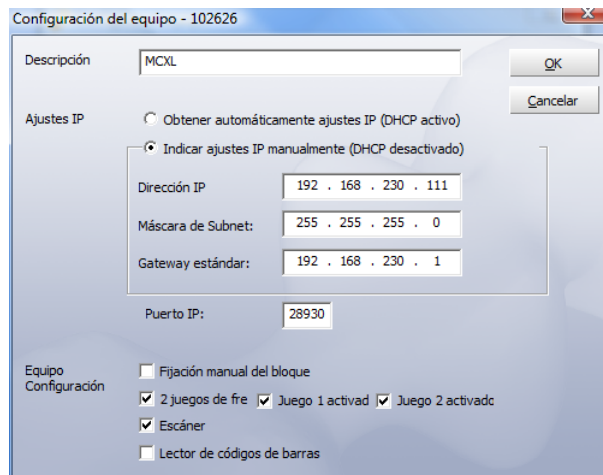 Configuración del equipo - 102626
Descripción MCXL OK
Cancelar
Ajustes IP Obtener automáticamente ajustes IP (DHCP activo)
Indicar ajustes IP manualmente (DHCP desactivado)
Dirección IP 192 . 168 . 230 . 111
Máscara de Subnet: 255 . 255 . 255 . 0
Gateway estándar: 192 . 168 . 230 . 1
Puerto IP: 28930
Equipo Fijación manual del bloque
Configuración
2 juegos de fre Juego 1 activad Juego 2 activado
Escáner
Lector de códigos de barras